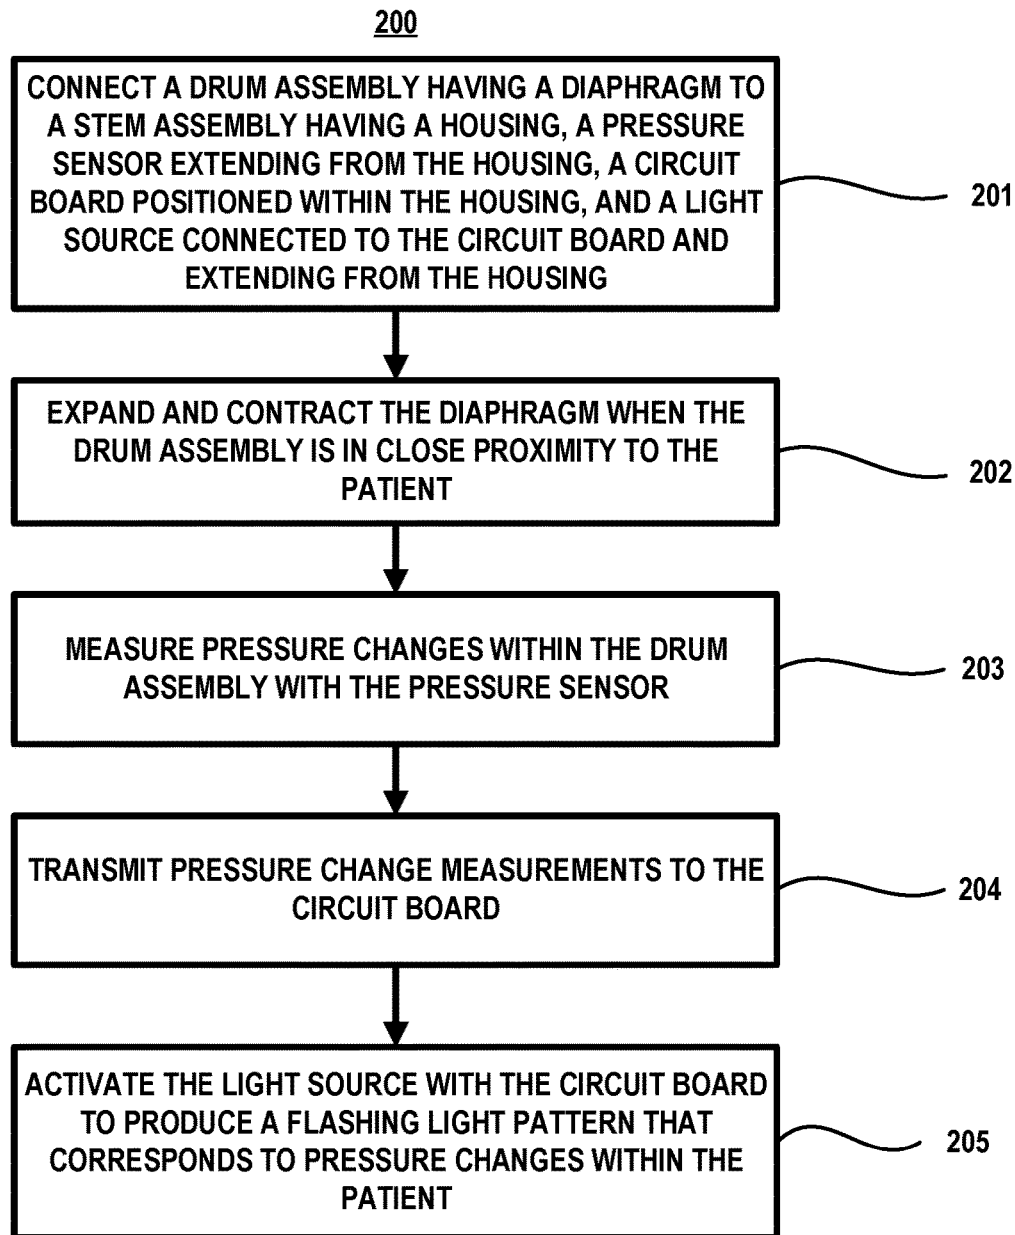 200
CONNECT A DRUM ASSEMBLY HAVING A DIAPHRAGM TO
A STEM ASSEMBLY HAVING A HOUSING, A PRESSURE
SENSOR EXTENDING FROM THE HOUSING, A CIRCUIT
BOARD POSITIONED WITHIN THE HOUSING, AND A LIGHT
SOURCE CONNECTED TO THE CIRCUIT BOARD AND
EXTENDING FROM THE HOUSING
201
EXPAND AND CONTRACT THE DIAPHRAGM WHEN THE
DRUM ASSEMBLY IS IN CLOSE PROXIMITY TO THE
PATIENT
202
MEASURE PRESSURE CHANGES WITHIN THE DRUM
ASSEMBLY WITH THE PRESSURE SENSOR
203
TRANSMIT PRESSURE CHANGE MEASUREMENTS TO THE
CIRCUIT BOARD
204
ACTIVATE THE LIGHT SOURCE WITH THE CIRCUIT BOARD
TO PRODUCE A FLASHING LIGHT PATTERN THAT
CORRESPONDS TO PRESSURE CHANGES WITHIN THE
PATIENT
205